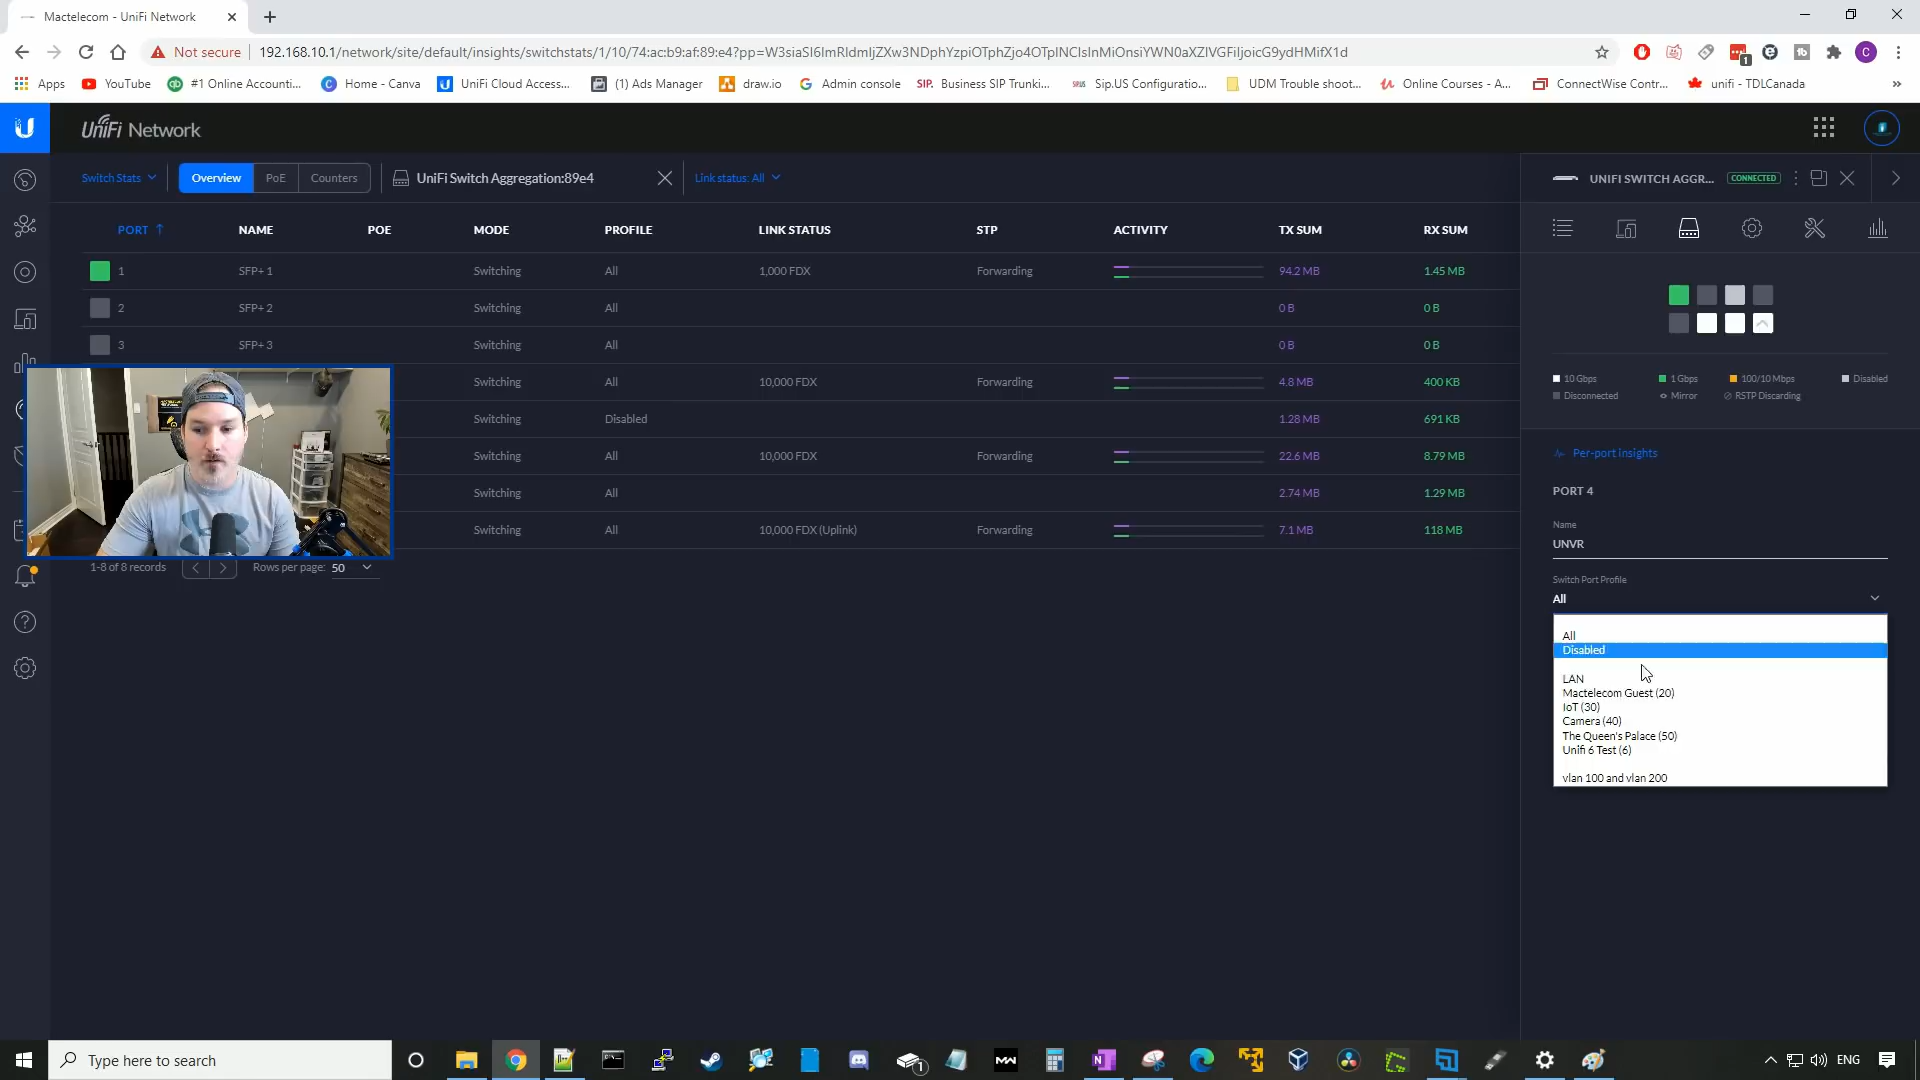 Mactelecom - UniFi Network
Not secure
192.168.10.1/network/site/default/insights/switchstats/1/10/74:ac:b9:af:89:e4?pp=W3siaSI6ImRldmljZXw3NDphYzpiOTphZjo4OTplNCIsInMiOnsiYWN0aXZlVGFiIjoicG9ydHMifX1d
Apps
YouTube
#1 Online Accounti...
Home - Canva
UniFi Cloud Access...
(1) Ads Manager
draw.io
Admin console
SIP. Business SIP Trunki...
Sip.US Configuratio...
UDM Trouble shoot...
Online Courses - A...
ConnectWise Contr...
unifi - TDLCanada
UniFi Network
Switch Stats
Overview
PoE
Counters
UniFi Switch Aggregation:89e4
Link status: All
PORT NAME POE MODE PROFILE LINK STATUS STP ACTIVITY TX SUM RX SUM
1 SFP+ 1 Switching All 1,000 FDX Forwarding 94.2 MB 1.45 MB
2 SFP+ 2 Switching All 0 B 0 B
3 SFP+ 3 Switching All 0 B 0 B
Switching All 10,000 FDX Forwarding 4.8 MB 400 KB
Switching Disabled 1.28 MB 691 KB
Switching All 10,000 FDX Forwarding 22.6 MB 8.79 MB
Switching All 2.74 MB 1.29 MB
Switching All 10,000 FDX (Uplink) Forwarding 7.1 MB 118 MB
1-8 of 8 records
Rows per page: 50
UNIFI SWITCH AGGR...
CONNECTED
10 Gbps
1 Gbps
100/10 Mbps
Disabled
Disconnected
Mirror
RSTP Discarding
Per-port insights
PORT 4
Name
UNVR
Switch Port Profile
All
All
Disabled
LAN
Mactelecom Guest (20)
IoT (30)
Camera (40)
The Queen's Palace (50)
Unifi 6 Test (6)
vlan 100 and vlan 200
Type here to search
ENG